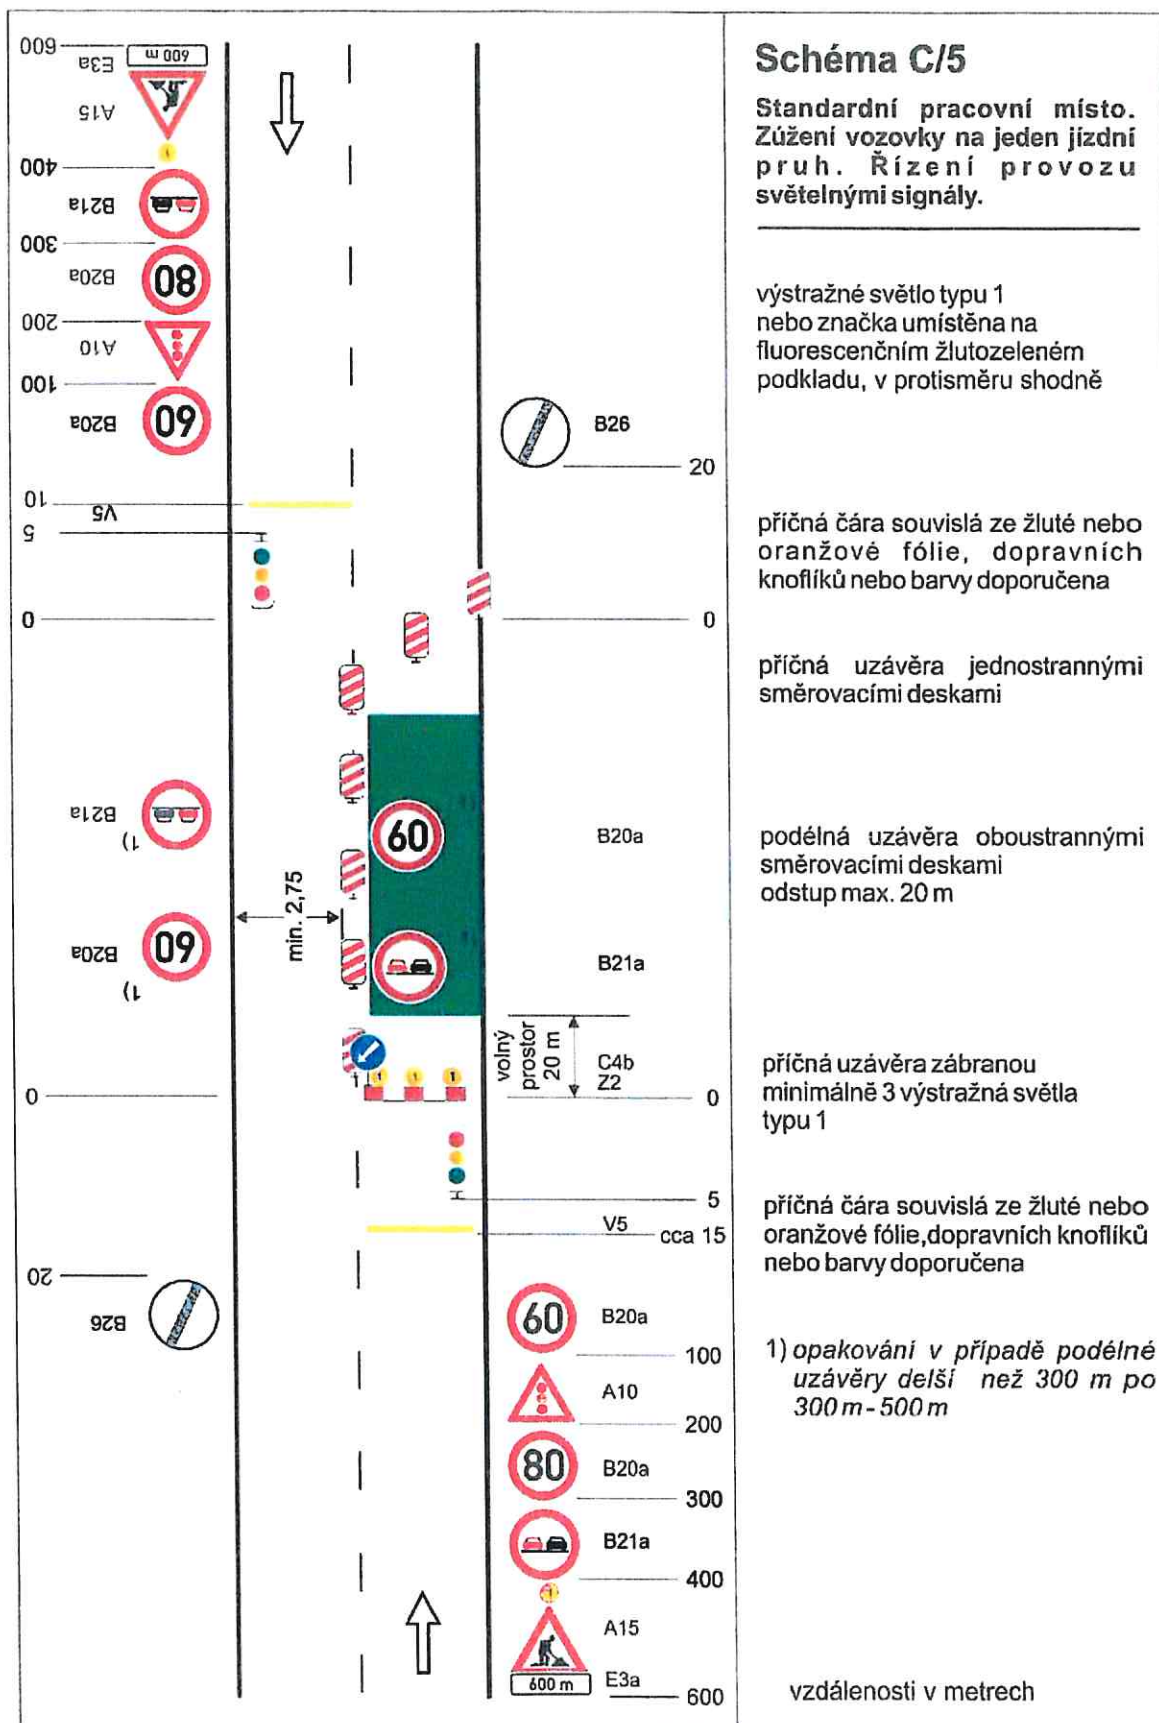 Schéma C/5
Standardní pracovní místo.
Zúžení vozovky na jeden jízdní
pruh. Řízení provozu
světelnými signály.
výstražné světlo typu 1
nebo značka umístěna na
fluorescenčním žlutozeleném
podkladu, v protisměru shodně
příčná čára souvislá ze žluté nebo
oranžové fólie, dopravních
knoflíků nebo barvy doporučena
příčná uzávěra jednostrannými
směrovacími deskami
podélná uzávěra oboustrannými
směrovacími deskami
odstup max. 20 m
příčná uzávěra zábranou
minimálně 3 výstražná světla
typu 1
příčná čára souvislá ze žluté nebo
oranžové fólie,dopravních knoflíků
nebo barvy doporučena
1) opakování v případě podélné
uzávěry delší než 300 m po
300 m - 500 m
vzdálenosti v metrech
600
600 m
E3a
A15
1
400
B21a
300
B20a
80
200
A10
100
B20a
60
10
V5
5
0
B21a
1)
B20a
60
1)
0
20
B26
min. 2,75
B26
20
0
60
B20a
B21a
volný
prostor
20 m
C4b
Z2
1
1
1
0
5
V5
cca 15
60
B20a
100
A10
200
80
B20a
300
B21a
400
1
A15
600 m
E3a
600